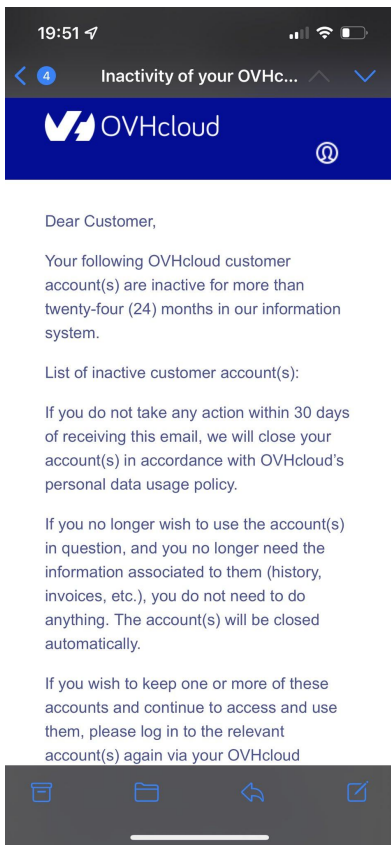 19:51
4
Inactivity of your OVHc...
OVHcloud
Dear Customer,
Your following OVHcloud customer
account(s) are inactive for more than
twenty-four (24) months in our information
system.
List of inactive customer account(s):
If you do not take any action within 30 days
of receiving this email, we will close your
account(s) in accordance with OVHcloud’s
personal data usage policy.
If you no longer wish to use the account(s)
in question, and you no longer need the
information associated to them (history,
invoices, etc.), you do not need to do
anything. The account(s) will be closed
automatically.
If you wish to keep one or more of these
accounts and continue to access and use
them, please log in to the relevant
account(s) again via your OVHcloud